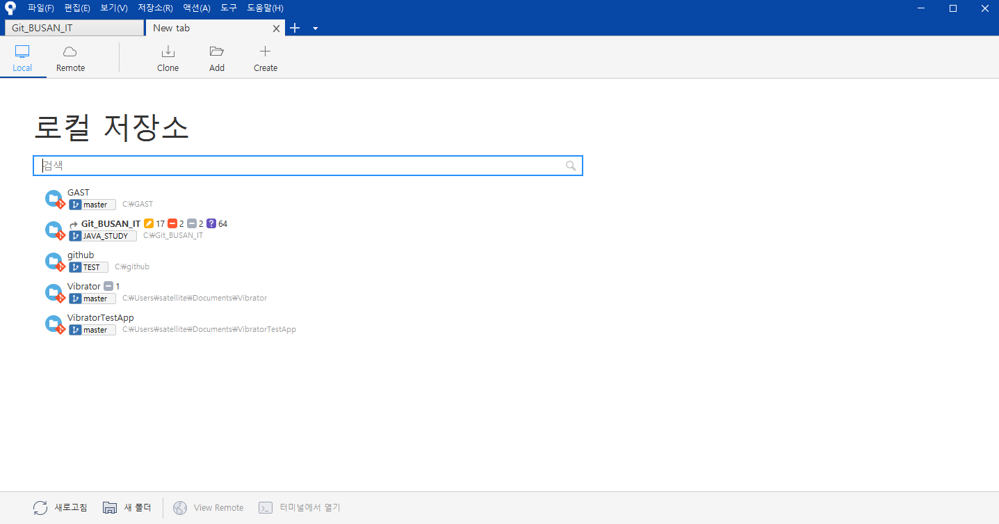 파일(F) 편집(E) 보기(V) 저장소(R) 액션(A) 도구 도움말(H)
Git_BUSAN_IT New tab
Local Remote Clone Add Create
로컬 저장소
검색
GAST
master C:₩GAST
Git_BUSAN_IT 17 2 2 ? 64
JAVA_STUDY C:₩Git_BUSAN_IT
github
TEST C:₩github
Vibrator 1
master C:₩Users₩satellite₩Documents₩Vibrator
VibratorTestApp
master C:₩Users₩satellite₩Documents₩VibratorTestApp
새로고침 새 폴더 View Remote 터미널에서 열기